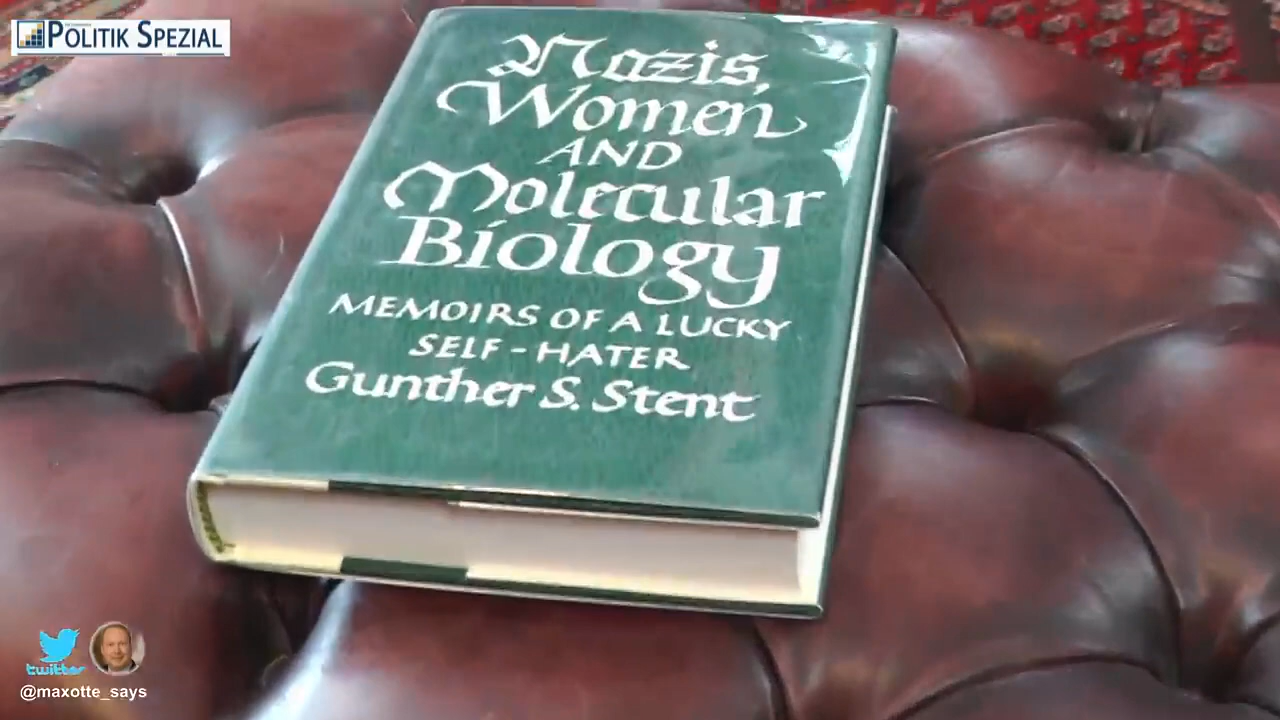 POLITIK SPEZIAL
Nazis,
Women
AND
Molecular
Biology
MEMOIRS OF A LUCKY
SELF-HATER
Gunther S. Stent
twitter
@maxotte_says